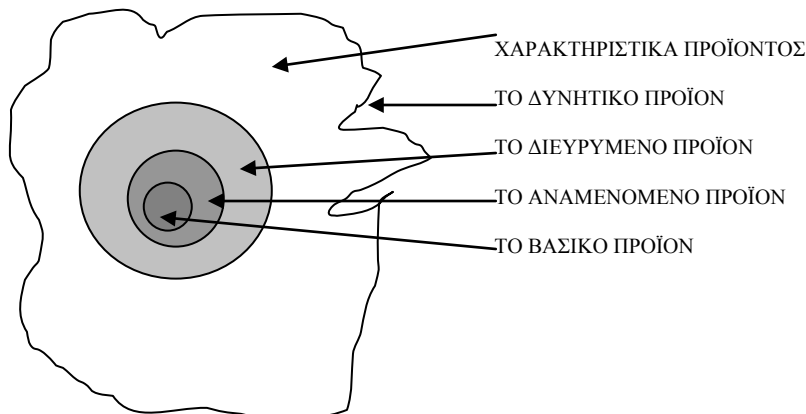 ΧΑΡΑΚΤΗΡΙΣΤΙΚΑ ΠΡΟΪΟΝΤΟΣ
ΤΟ ΔΥΝΗΤΙΚΟ ΠΡΟΪΟΝ
ΤΟ ΔΙΕΥΡΥΜΕΝΟ ΠΡΟΪΟΝ
ΤΟ ΑΝΑΜΕΝΟΜΕΝΟ ΠΡΟΪΟΝ
ΤΟ ΒΑΣΙΚΟ ΠΡΟΪΟΝ